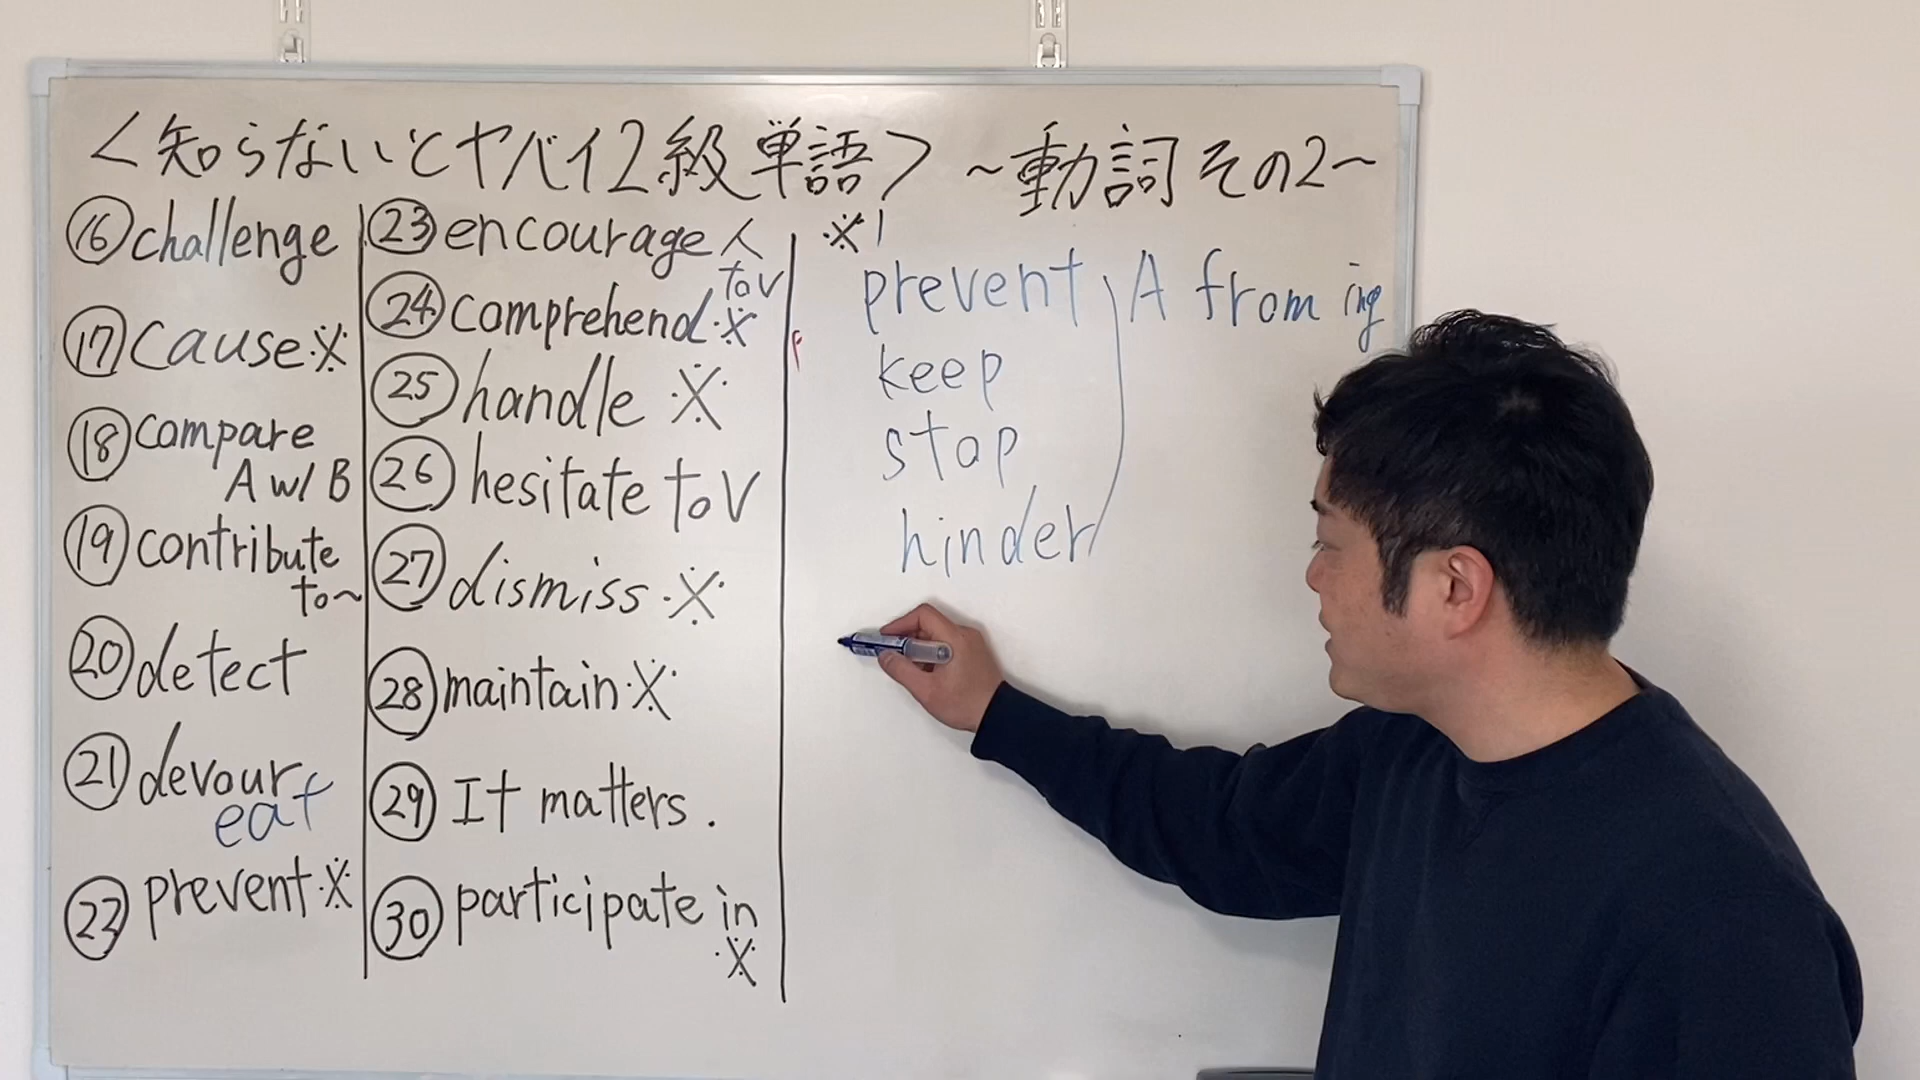 <知らないとヤバイ2級単語> ~動詞 その2~
⑯challenge
⑰cause※
⑱compare
A w/ B
⑲contribute
to~
⑳detect
㉑devour
eat
㉒prevent※
㉓encourage 人
to V
㉔comprehend※
㉕handle ※
㉖hesitate to V
㉗dismiss※
㉘maintain※
㉙It matters.
㉚participate in
※
※1
prevent A from ing
keep
stop
hinder